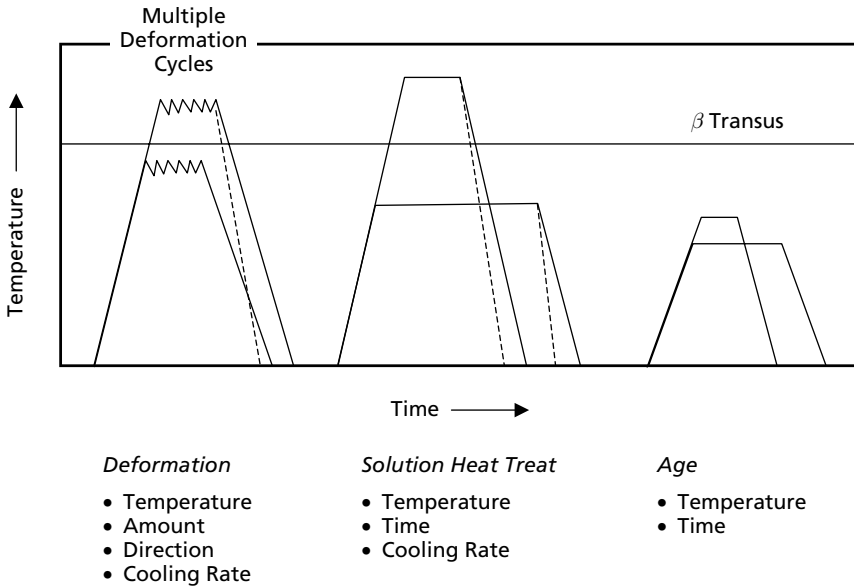 Multiple
Deformation
Cycles
β Transus
Temperature
Time
Deformation
• Temperature
• Amount
• Direction
• Cooling Rate
Solution Heat Treat
• Temperature
• Time
• Cooling Rate
Age
• Temperature
• Time